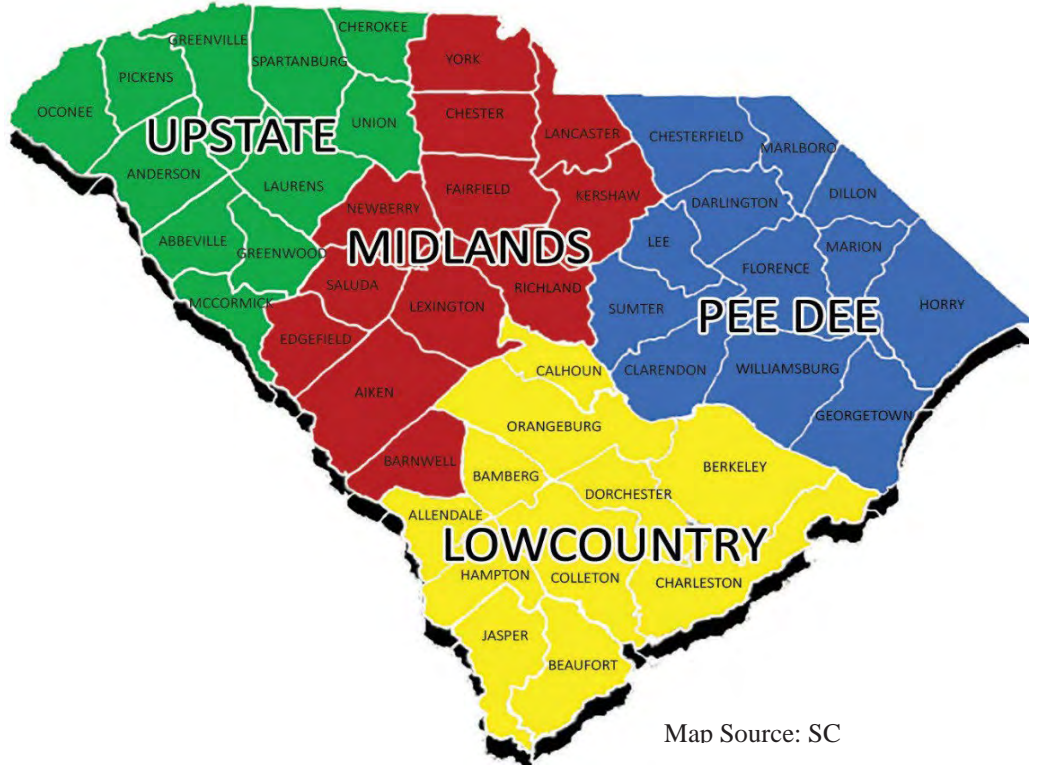 CHEROKEE
GREENVILLE
SPARTANBURG
YORK
PICKENS
OCONEE
UNION
CHESTER
LANCASTER
CHESTERFIELD
MARLBORO
UPSTATE
ANDERSON
LAURENS
FAIRFIELD
KERSHAW
DILLON
NEWBERRY
DARLINGTON
ABBEVILLE
GREENWOOD
MIDLANDS
LEE
MARION
FLORENCE
SALUDA
RICHLAND
MCCORMICK
LEXINGTON
SUMTER
PEE DEE
HORRY
EDGEFIELD
CALHOUN
CLARENDON
WILLIAMSBURG
AIKEN
GEORGETOWN
ORANGEBURG
BARNWELL
BAMBERG
BERKELEY
DORCHESTER
ALLENDALE
LOWCOUNTRY
HAMPTON
COLLETON
CHARLESTON
JASPER
BEAUFORT
Map Source: SC